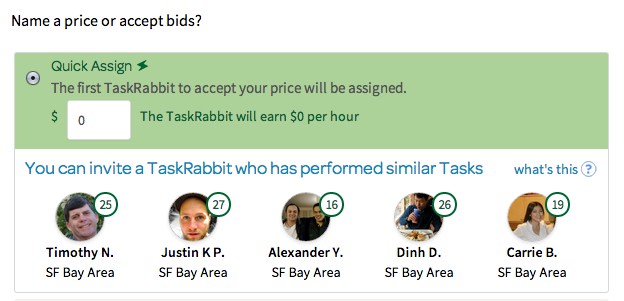 Name a price or accept bids?
Quick Assign
The first TaskRabbit to accept your price will be assigned.
$ 0 The TaskRabbit will earn $0 per hour
You can invite a TaskRabbit who has performed similar Tasks what's this ?
25 27 16 26 19
Timothy N. Justin K P. Alexander Y. Dinh D. Carrie B.
SF Bay Area SF Bay Area SF Bay Area SF Bay Area SF Bay Area